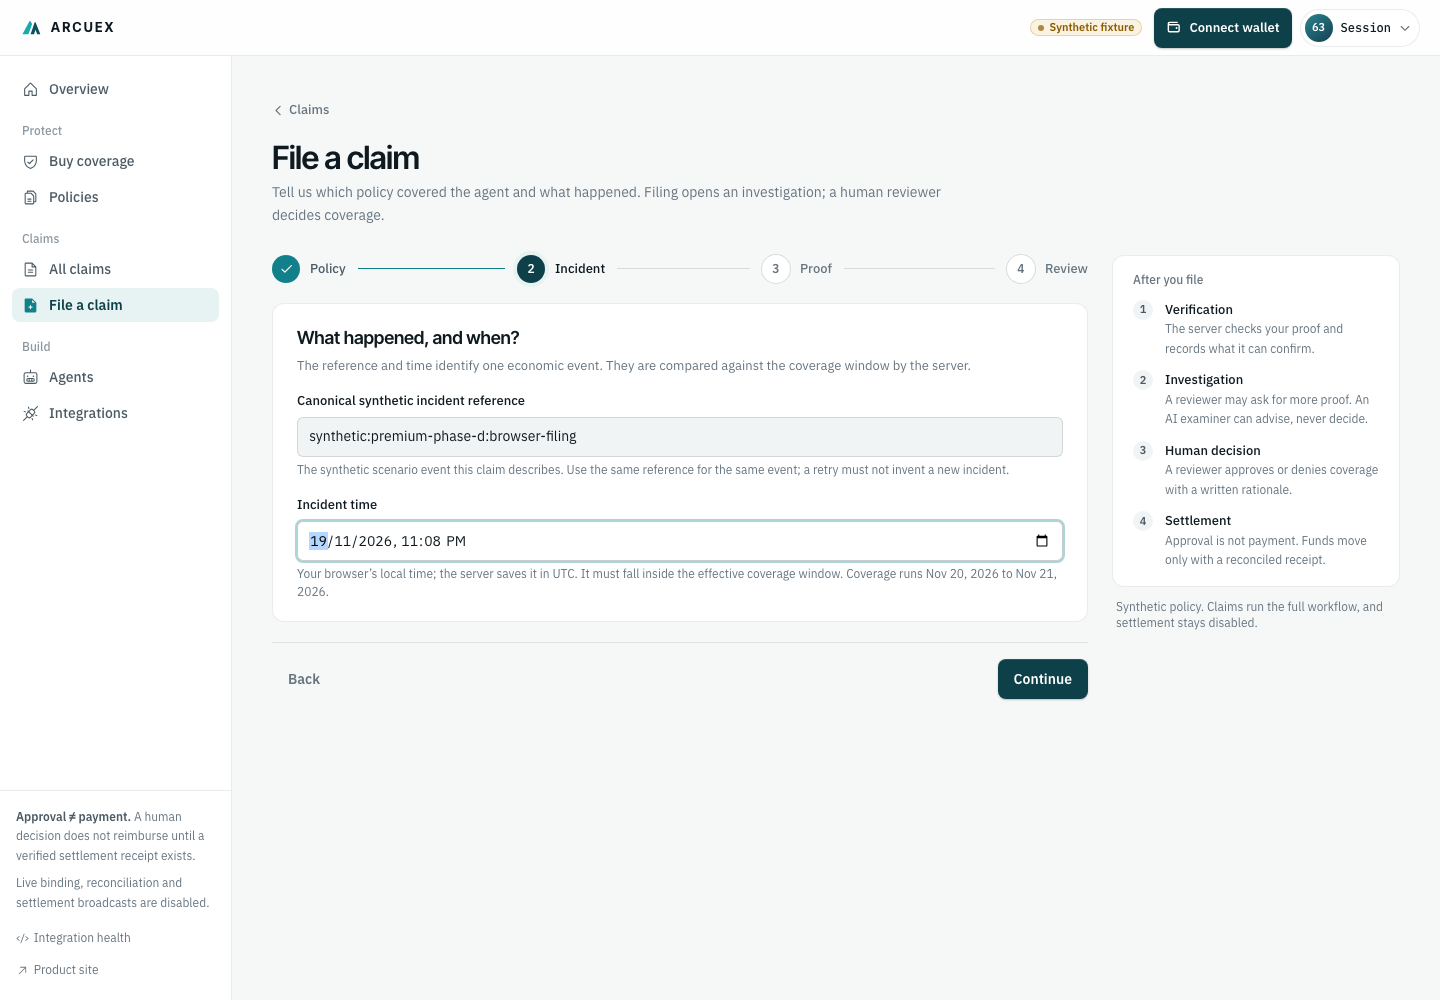 ARCUEX
Synthetic fixture
Connect wallet
63
Session
Overview
Protect
Buy coverage
Policies
Claims
All claims
File a claim
Build
Agents
Integrations
Approval ≠ payment. A human
decision does not reimburse until a
verified settlement receipt exists.
Live binding, reconciliation and
settlement broadcasts are disabled.
</> Integration health
Product site
Claims
File a claim
Tell us which policy covered the agent and what happened. Filing opens an investigation; a human reviewer
decides coverage.
Policy
2 Incident
3 Proof
4 Review
What happened, and when?
The reference and time identify one economic event. They are compared against the coverage window by the server.
Canonical synthetic incident reference
synthetic:premium-phase-d:browser-filing
The synthetic scenario event this claim describes. Use the same reference for the same event; a retry must not invent a new incident.
Incident time
19/11/2026, 11:08 PM
Your browser’s local time; the server saves it in UTC. It must fall inside the effective coverage window. Coverage runs Nov 20, 2026 to Nov 21,
2026.
Back
Continue
After you file
1 Verification
The server checks your proof and
records what it can confirm.
2 Investigation
A reviewer may ask for more proof. An
AI examiner can advise, never decide.
3 Human decision
A reviewer approves or denies coverage
with a written rationale.
4 Settlement
Approval is not payment. Funds move
only with a reconciled receipt.
Synthetic policy. Claims run the full workflow, and
settlement stays disabled.